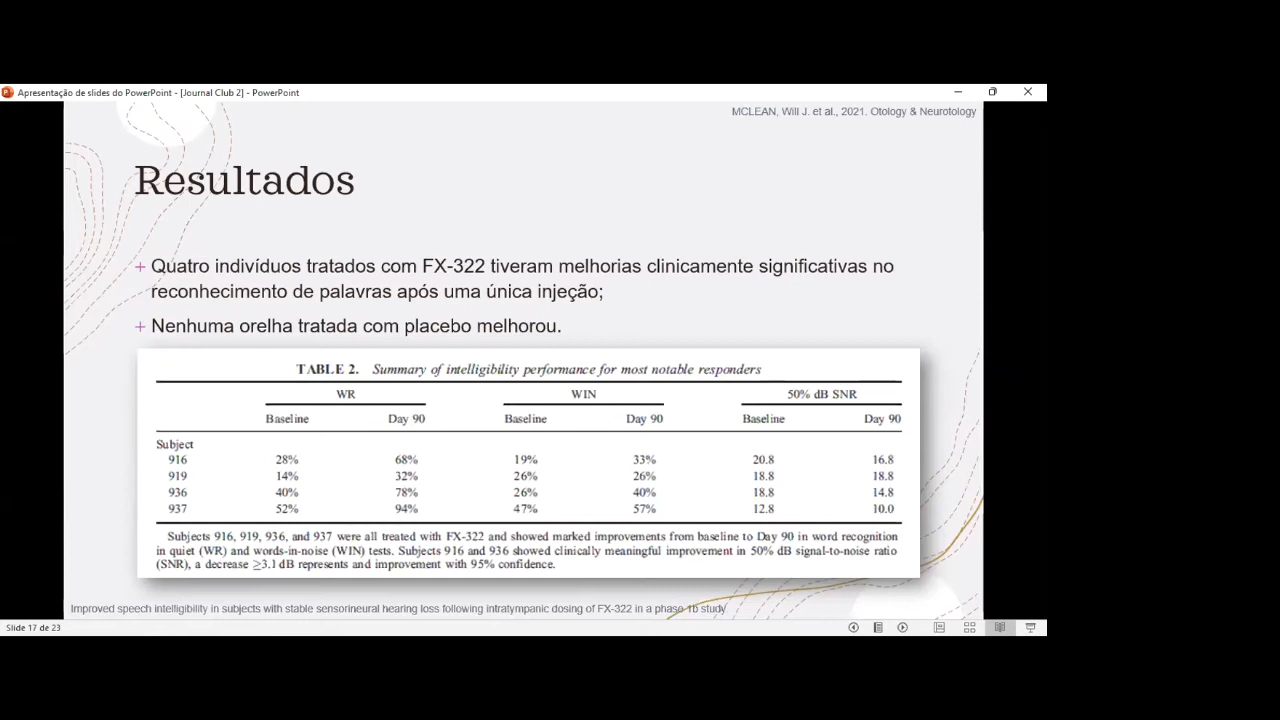 Apresentação de slides do PowerPoint - [Journal Club 2] - PowerPoint
MCLEAN, Will J. et al., 2021. Otology & Neurotology
Resultados
+ Quatro indivíduos tratados com FX-322 tiveram melhorias clinicamente significativas no
reconhecimento de palavras após uma única injeção;
+ Nenhuma orelha tratada com placebo melhorou.
TABLE 2. Summary of intelligibility performance for most notable responders
WR WIN 50% dB SNR
Baseline Day 90 Baseline Day 90 Baseline Day 90
Subject
916 28% 68% 19% 33% 20.8 16.8
919 14% 32% 26% 26% 18.8 18.8
936 40% 78% 26% 40% 18.8 14.8
937 52% 94% 47% 57% 12.8 10.0
Subjects 916, 919, 936, and 937 were all treated with FX-322 and showed marked improvements from baseline to Day 90 in word recognition
in quiet (WR) and words-in-noise (WIN) tests. Subjects 916 and 936 showed clinically meaningful improvement in 50% dB signal-to-noise ratio
(SNR), a decrease ≥3.1 dB represents and improvement with 95% confidence.
Improved speech intelligibility in subjects with stable sensorineural hearing loss following intratympanic dosing of FX-322 in a phase 1b study
Slide 17 de 23